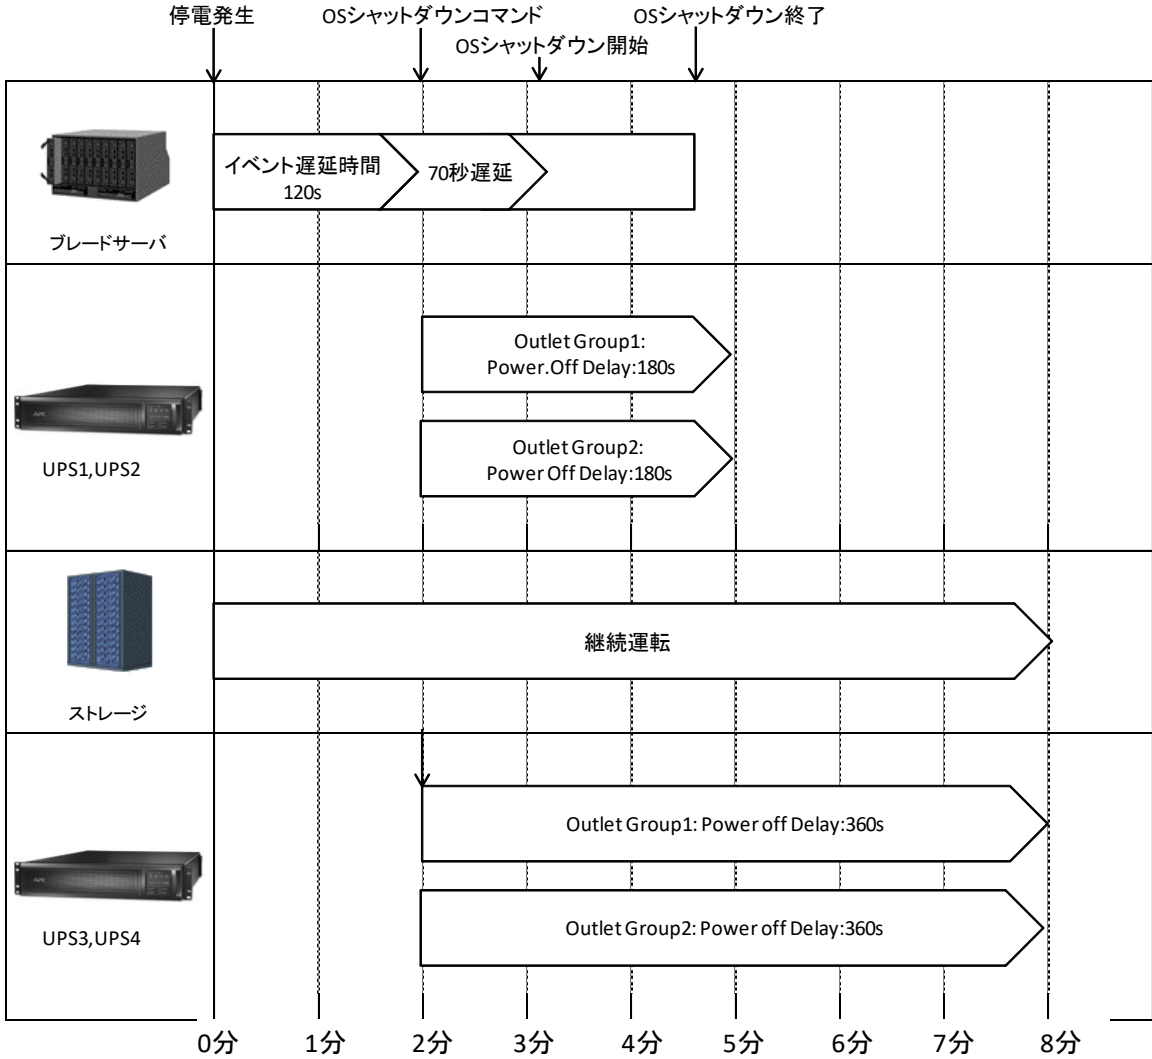 停電発生
OSシャットダウンコマンド
OSシャットダウン終了
OSシャットダウン開始
イベント遅延時間
120s
70秒遅延
ブレードサーバ
Outlet Group1:
Power.Off Delay:180s
Outlet Group2:
Power Off Delay:180s
APC
UPS1,UPS2
継続運転
ストレージ
Outlet Group1: Power off Delay:360s
APC
Outlet Group2: Power off Delay:360s
UPS3,UPS4
0分
1分
2分
3分
4分
5分
6分
7分
8分